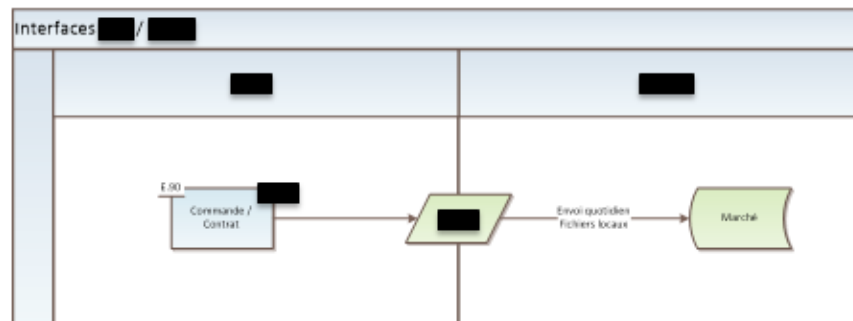 Interfaces /
E.90
Commande /
Contrat
Envoi quotidien
Fichiers locaux
Marché